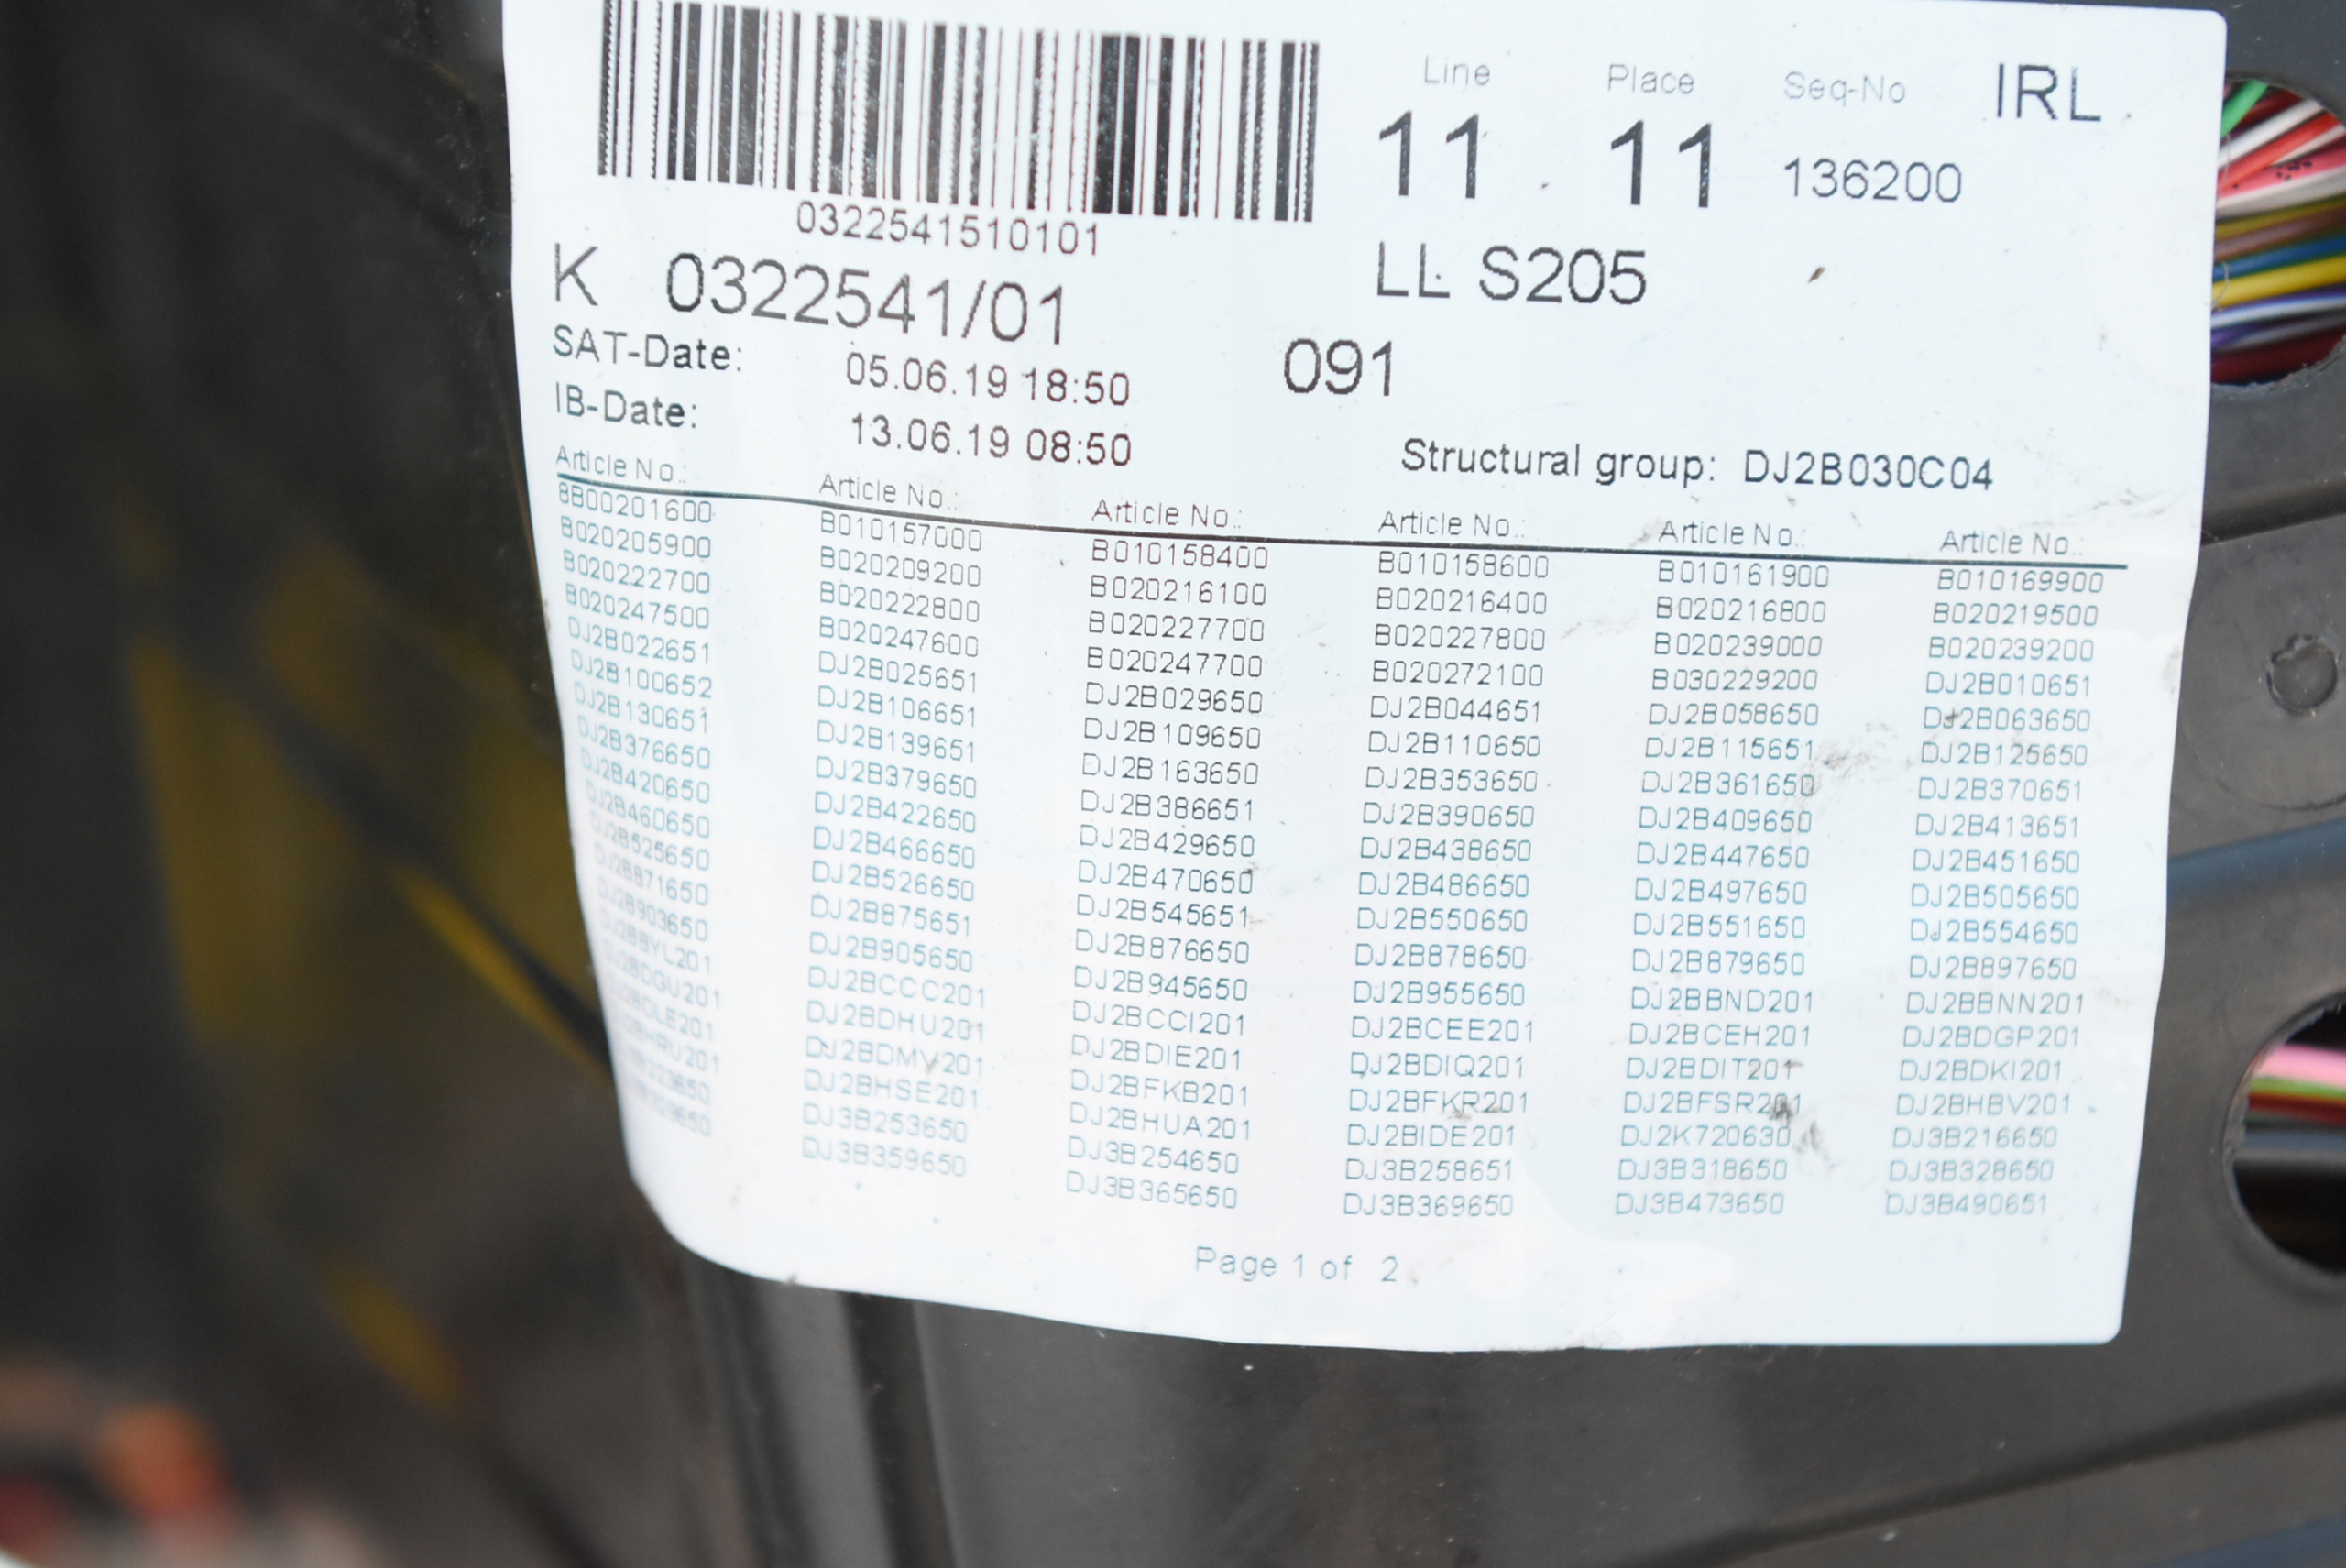 Line Place Seq-No IRL
11 11 136200
0322541510101
K 0322541/01 LL S205
SAT-Date: 05.06.19 18:50 091
IB-Date: 13.06.19 08:50
Structural group: DJ2B030C04
Article No.: Article No.: Article No.: Article No.: Article No.: Article No.:
8B00201600 B010157000 B010158400 B010158600 B010161900 B010169900
B020205900 B020209200 B020216100 B020216400 B020216800 B020219500
B020222700 B020222800 B020227700 B020227800 B020239000 B020239200
B020247500 B020247600 B020247700 B020272100 B030229200 DJ2B010651
DJ2B022651 DJ2B025651 DJ2B029650 DJ2B044651 DJ2B058650 DJ2B063650
DJ2B100652 DJ2B106651 DJ2B109650 DJ2B110650 DJ2B115651 DJ2B125650
DJ2B130651 DJ2B139651 DJ2B163650 DJ2B353650 DJ2B361650 DJ2B370651
DJ2B376650 DJ2B379650 DJ2B386651 DJ2B390650 DJ2B409650 DJ2B413651
DJ2B420650 DJ2B422650 DJ2B429650 DJ2B438650 DJ2B447650 DJ2B451650
DJ2B460650 DJ2B466650 DJ2B470650 DJ2B486650 DJ2B497650 DJ2B505650
DJ2B525650 DJ2B526650 DJ2B545651 DJ2B550650 DJ2B551650 DJ2B554650
DJ2B871650 DJ2B875651 DJ2B876650 DJ2B878650 DJ2B879650 DJ2B897650
DJ2B903650 DJ2B905650 DJ2B945650 DJ2B955650 DJ2BBND201 DJ2BBNN201
DJ2BBYL201 DJ2BCCC201 DJ2BCCI201 DJ2BCEE201 DJ2BCEH201 DJ2BDGP201
DJ2BDGU201 DJ2BDHU201 DJ2BDIE201 DJ2BDIQ201 DJ2BDIT201 DJ2BDKI201
DJ2BDLE201 DJ2BDMV201 DJ2BFKB201 DJ2BFKR201 DJ2BFSR201 DJ2BHBV201
DJ2BHRU201 DJ2BHSE201 DJ2BHUA201 DJ2BIDE201 DJ2K720630 DJ3B216650
DJ3B253650 DJ3B254650 DJ3B258651 DJ3B318650 DJ3B328650
DJ3B359650 DJ3B365650 DJ3B369650 DJ3B473650 DJ3B490651
Page 1 of 2